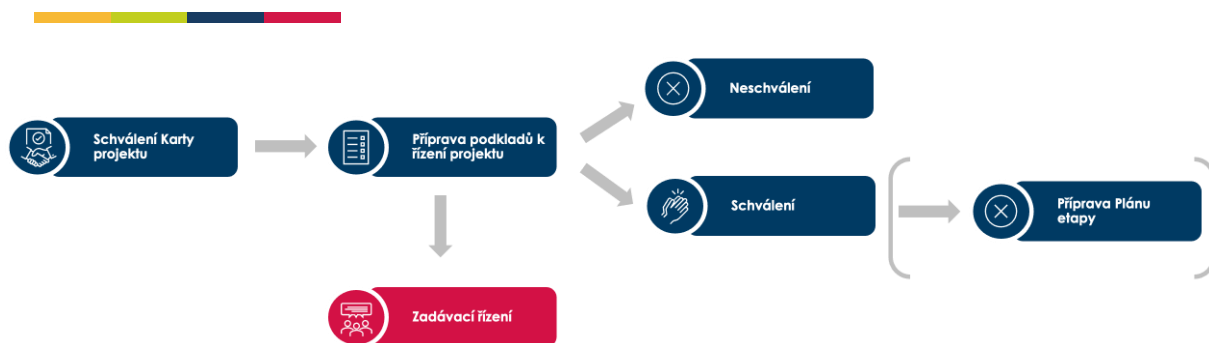 Schválení Karty
projektu
Příprava podkladů k
řízení projektu
Neschválení
Schválení
Příprava Plánu
etapy
Zadávací řízení